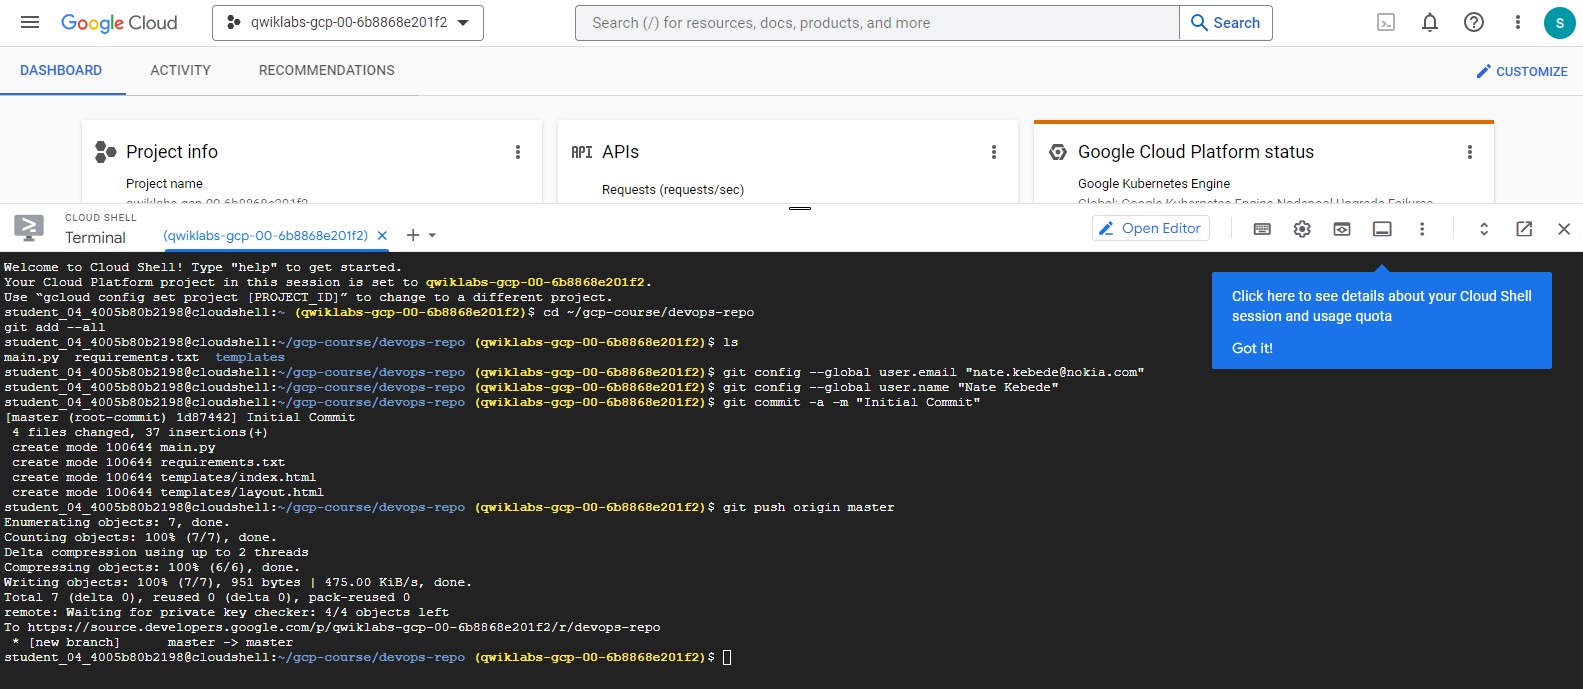 Google Cloud
qwiklabs-gcp-00-6b8868e201f2
Search (/) for resources, docs, products, and more
Search
S
DASHBOARD
ACTIVITY
RECOMMENDATIONS
CUSTOMIZE
Project info
Project name
qwiklabs-gcp-00-6b8868e201f2
API APIs
Requests (requests/sec)
Google Cloud Platform status
Google Kubernetes Engine
Global: Google Kubernetes Engine Nodepool Upgrade Failures
CLOUD SHELL
Terminal
(qwiklabs-gcp-00-6b8868e201f2)
Open Editor
Click here to see details about your Cloud Shell
session and usage quota
Got it!
Welcome to Cloud Shell! Type "help" to get started.
Your Cloud Platform project in this session is set to qwiklabs-gcp-00-6b8868e201f2.
Use “gcloud config set project [PROJECT_ID]” to change to a different project.
student_04_4005b80b2198@cloudshell:~ (qwiklabs-gcp-00-6b8868e201f2)$ cd ~/gcp-course/devops-repo
git add --all
student_04_4005b80b2198@cloudshell:~/gcp-course/devops-repo (qwiklabs-gcp-00-6b8868e201f2)$ ls
main.py  requirements.txt  templates
student_04_4005b80b2198@cloudshell:~/gcp-course/devops-repo (qwiklabs-gcp-00-6b8868e201f2)$ git config --global user.email "nate.kebede@nokia.com"
student_04_4005b80b2198@cloudshell:~/gcp-course/devops-repo (qwiklabs-gcp-00-6b8868e201f2)$ git config --global user.name "Nate Kebede"
student_04_4005b80b2198@cloudshell:~/gcp-course/devops-repo (qwiklabs-gcp-00-6b8868e201f2)$ git commit -a -m "Initial Commit"
[master (root-commit) 1d87442] Initial Commit
 4 files changed, 37 insertions(+)
 create mode 100644 main.py
 create mode 100644 requirements.txt
 create mode 100644 templates/index.html
 create mode 100644 templates/layout.html
student_04_4005b80b2198@cloudshell:~/gcp-course/devops-repo (qwiklabs-gcp-00-6b8868e201f2)$ git push origin master
Enumerating objects: 7, done.
Counting objects: 100% (7/7), done.
Delta compression using up to 2 threads
Compressing objects: 100% (6/6), done.
Writing objects: 100% (7/7), 951 bytes | 475.00 KiB/s, done.
Total 7 (delta 0), reused 0 (delta 0), pack-reused 0
remote: Waiting for private key checker: 4/4 objects left
To https://source.developers.google.com/p/qwiklabs-gcp-00-6b8868e201f2/r/devops-repo
 * [new branch]      master -> master
student_04_4005b80b2198@cloudshell:~/gcp-course/devops-repo (qwiklabs-gcp-00-6b8868e201f2)$